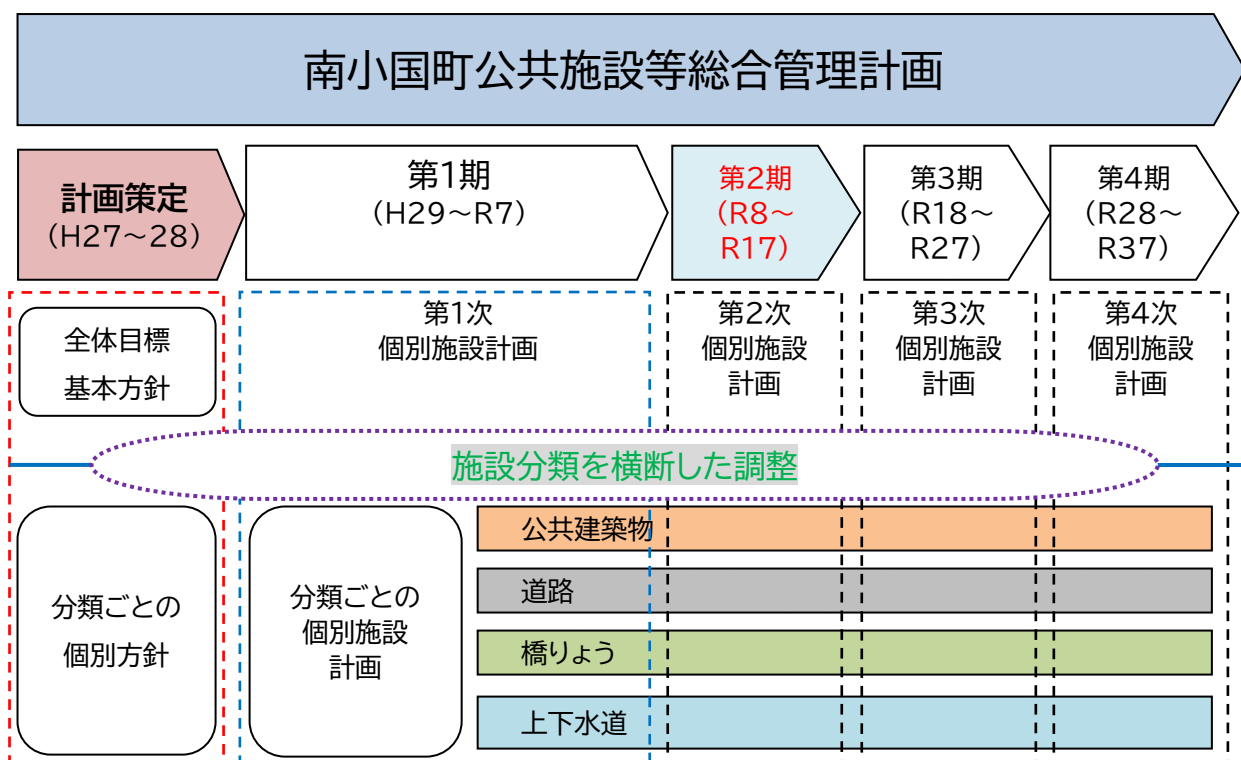 南小国町公共施設等総合管理計画
計画策定
（H27～28）
第1期
（H29～R7）
第2期
（R8～
R17）
第3期
（R18～
R27）
第4期
（R28～
R37）
全体目標
基本方針
第1次
個別施設計画
第2次
個別施設
計画
第3次
個別施設
計画
第4次
個別施設
計画
施設分類を横断した調整
分類ごとの
個別方針
分類ごとの
個別施設
計画
公共建築物
道路
橋りょう
上下水道